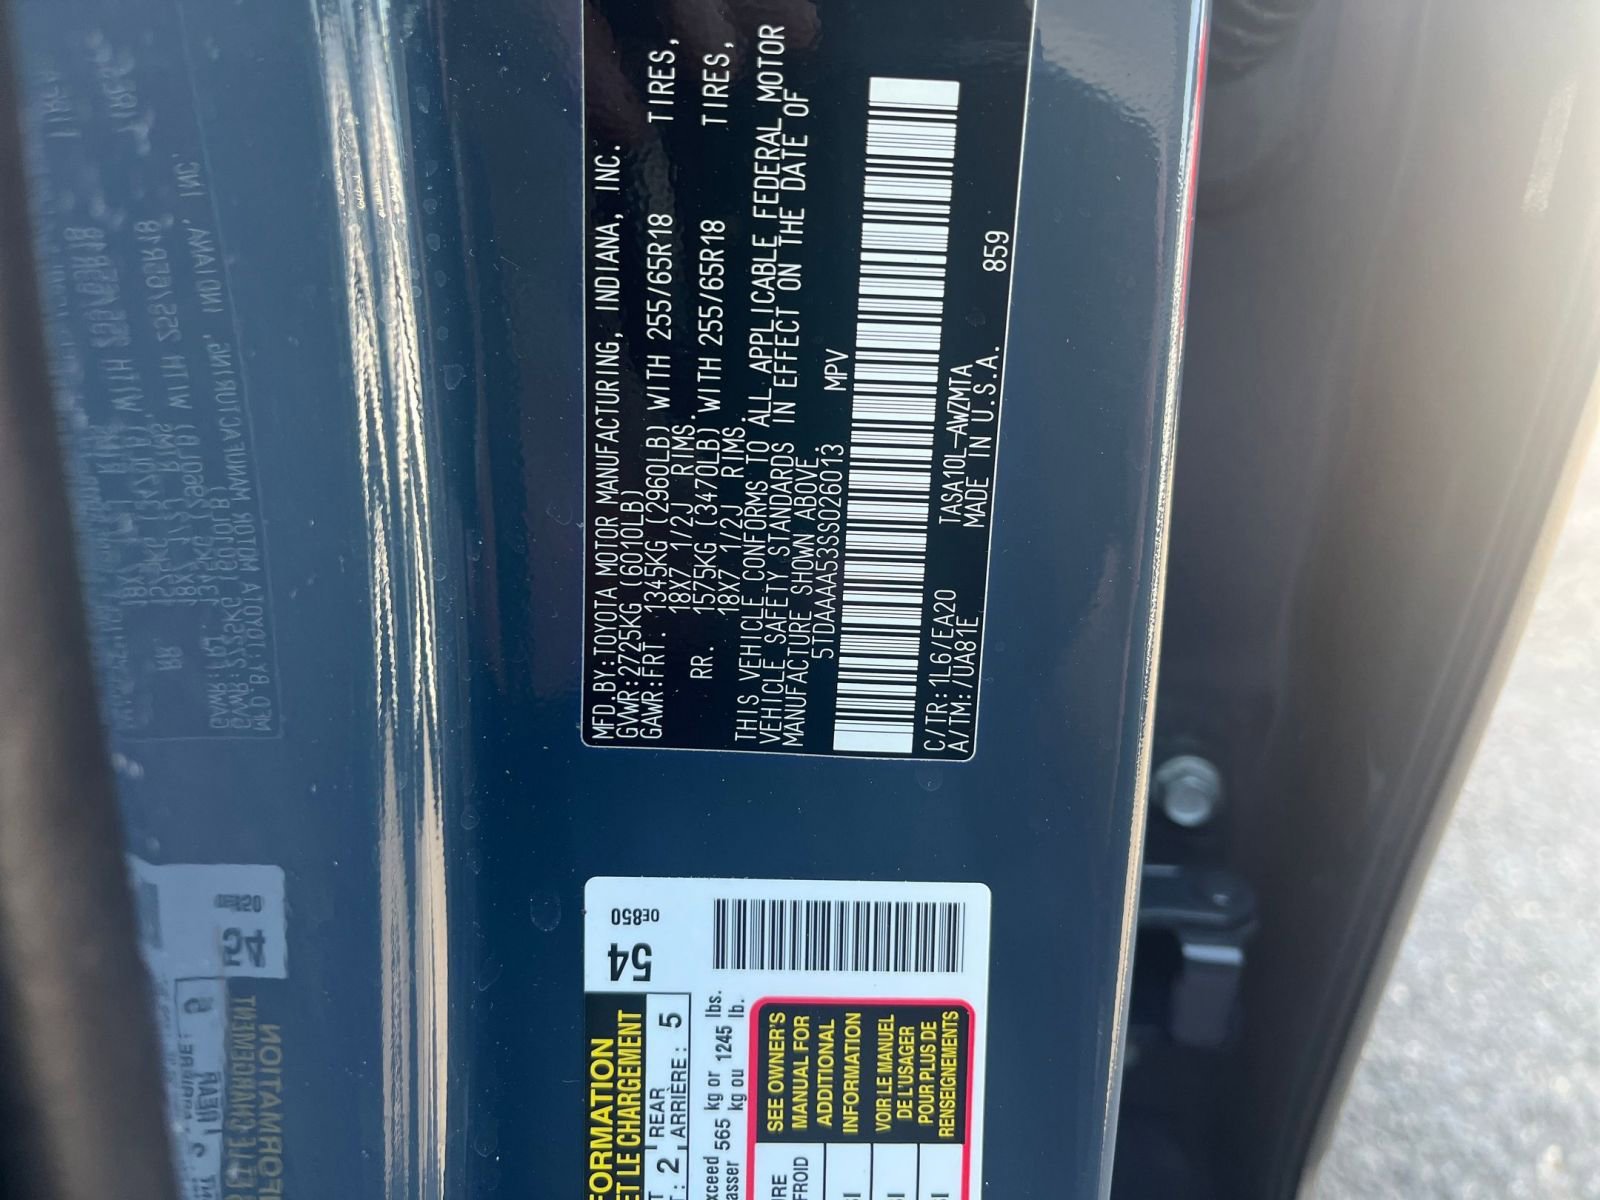 MFD.BY:TOYOTA MOTOR MANUFACTURING, INDIANA, INC.
GVWR:2725KG (6010LB)
GAWR:FRT. 1345KG (2960LB) WITH 255/65R18 TIRES,
18X7 1/2J RIMS.
RR. 1575KG (3470LB) WITH 255/65R18 TIRES,
18X7 1/2J RIMS.
THIS VEHICLE CONFORMS TO ALL APPLICABLE FEDERAL MOTOR
VEHICLE SAFETY STANDARDS IN EFFECT ON THE DATE OF
MANUFACTURE SHOWN ABOVE.
5TDAAAA53SS026013 MPV
C/TR:1L6/EA20 TASA10L-AWZMTA
A/TM:/UA81E MADE IN U.S.A. 859
54 0E850
FORMATION
ET LE CHARGEMENT
2 REAR 5
ARRIÈRE:
exceed 565 kg or 1245 lbs.
kg ou lb.
SEE OWNER'S
MANUAL FOR
ADDITIONAL
INFORMATION
VOIR LE MANUEL
DE L'USAGER
POUR PLUS DE
RENSEIGNEMENTS
FROID